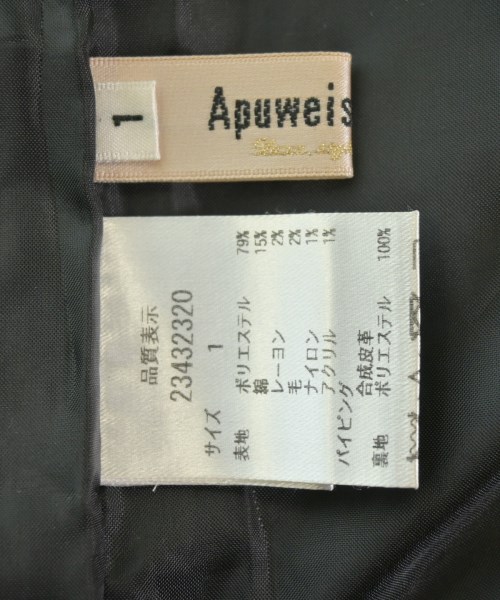 1
Apuweis
品質表示
23432320
サイズ 1
表地 ポリエステル 79%
綿 15%
レーヨン 2%
毛 2%
ナイロン 1%
アクリル 1%
パイピング
合成皮革
裏地 ポリエステル 100%